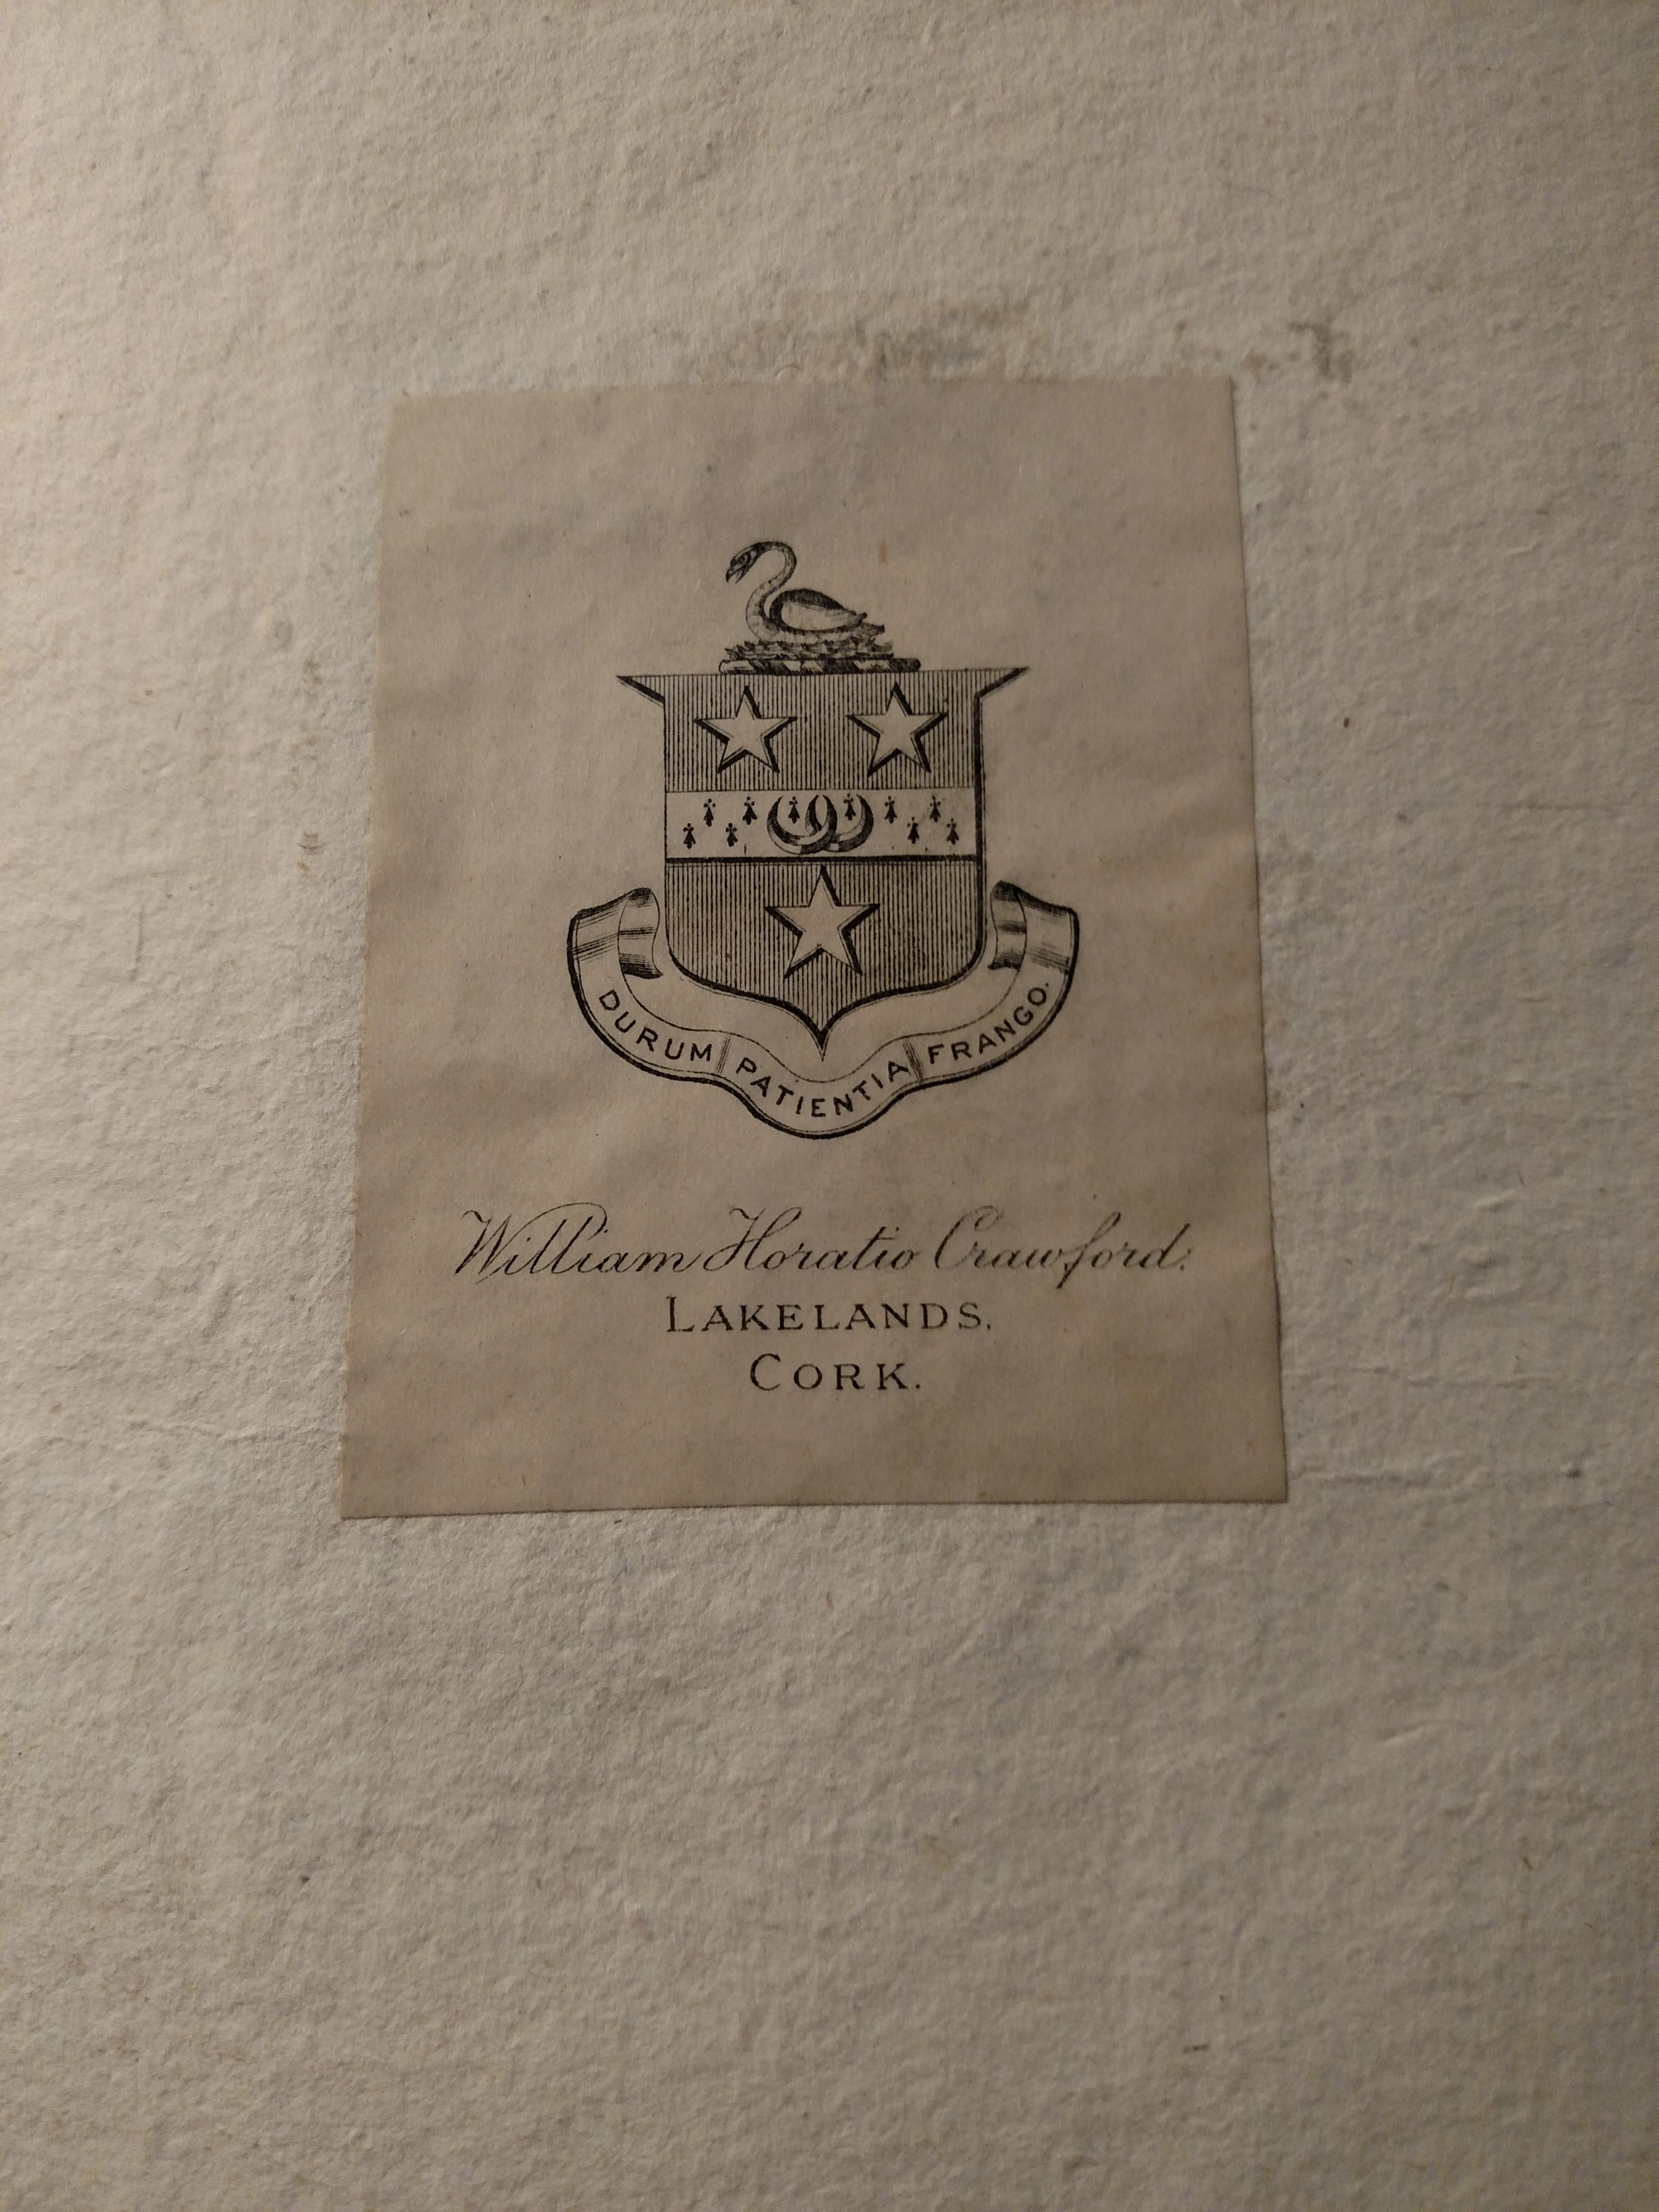 DURUM PATIENTIA FRANGO.
William Horatio Crawford.
LAKELANDS.
CORK.